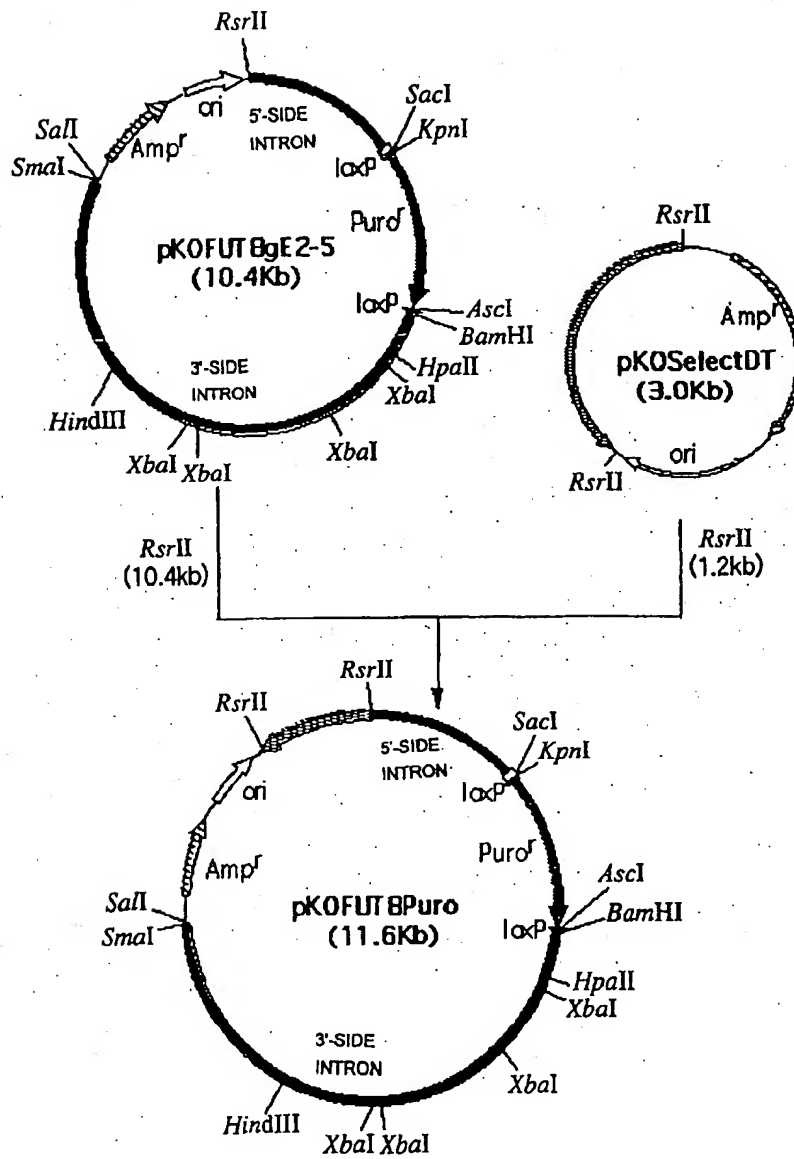 RsrII
SacI
KpnI
ori
5'-SIDE
INTRON
Ampʳ
SalI
SmaI
loxP
Puroʳ
pKOFUT8gE2-5
(10.4Kb)
loxP
AscI
BamHI
HpaII
XbaI
3'-SIDE
INTRON
HindIII
XbaI
XbaI
XbaI
RsrII
Ampʳ
pKOSelectDT
(3.0Kb)
RsrII
ori
RsrII
(10.4kb)
RsrII
(1.2kb)
RsrII
RsrII
5'-SIDE
INTRON
SacI
KpnI
loxP
ori
Puroʳ
Ampʳ
SalI
SmaI
pKOFUT8Puro
(11.6Kb)
AscI
BamHI
loxP
HpaII
XbaI
3'-SIDE
INTRON
XbaI
HindIII
XbaI
XbaI